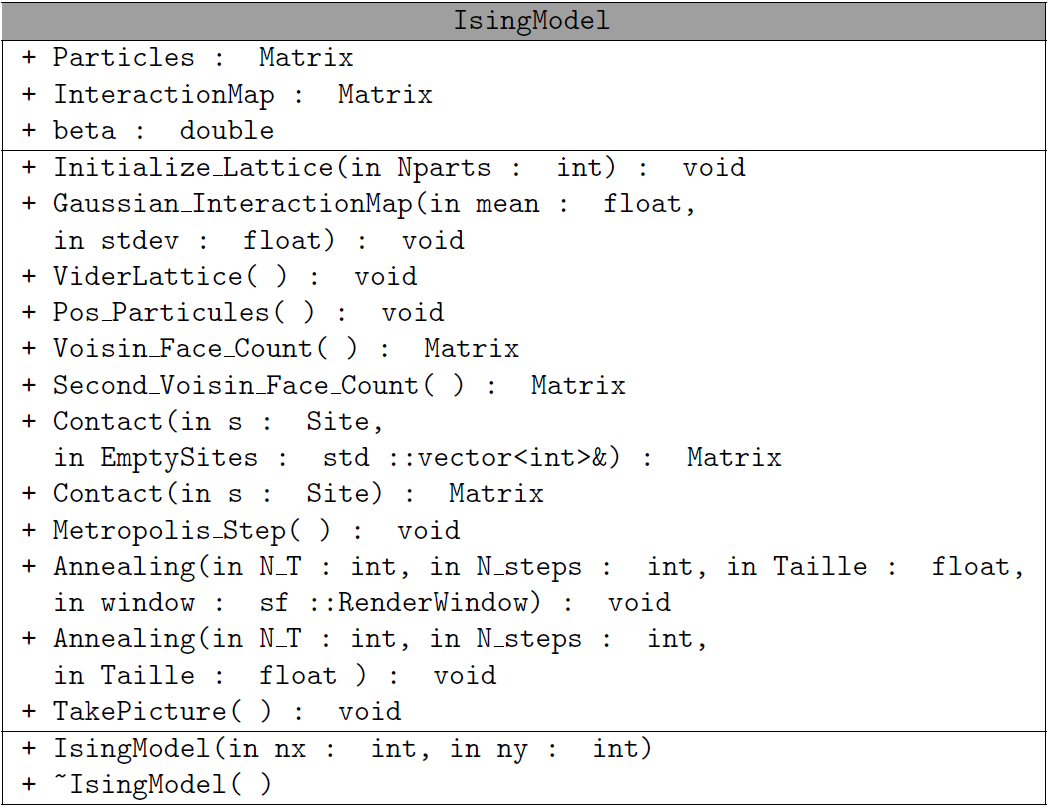 IsingModel
+ Particles : Matrix
+ InteractionMap : Matrix
+ beta : double
+ Initialize_Lattice(in Nparts : int) : void
+ Gaussian_InteractionMap(in mean : float,
in stdev : float) : void
+ ViderLattice( ) : void
+ Pos_Particules( ) : void
+ Voisin_Face_Count( ) : Matrix
+ Second_Voisin_Face_Count( ) : Matrix
+ Contact(in s : Site,
in EmptySites : std ::vector<int>&) : Matrix
+ Contact(in s : Site) : Matrix
+ Metropolis_Step( ) : void
+ Annealing(in N_T : int, in N_steps : int, in Taille : float,
in window : sf ::RenderWindow) : void
+ Annealing(in N_T : int, in N_steps : int,
in Taille : float ) : void
+ TakePicture( ) : void
+ IsingModel(in nx : int, in ny : int)
+ ~IsingModel( )